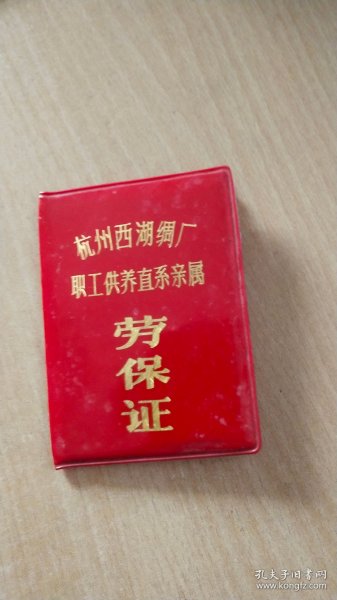 杭州西湖绸厂
职工供养直系亲属
劳
保
证
孔夫子旧书网
www.kongfz.com